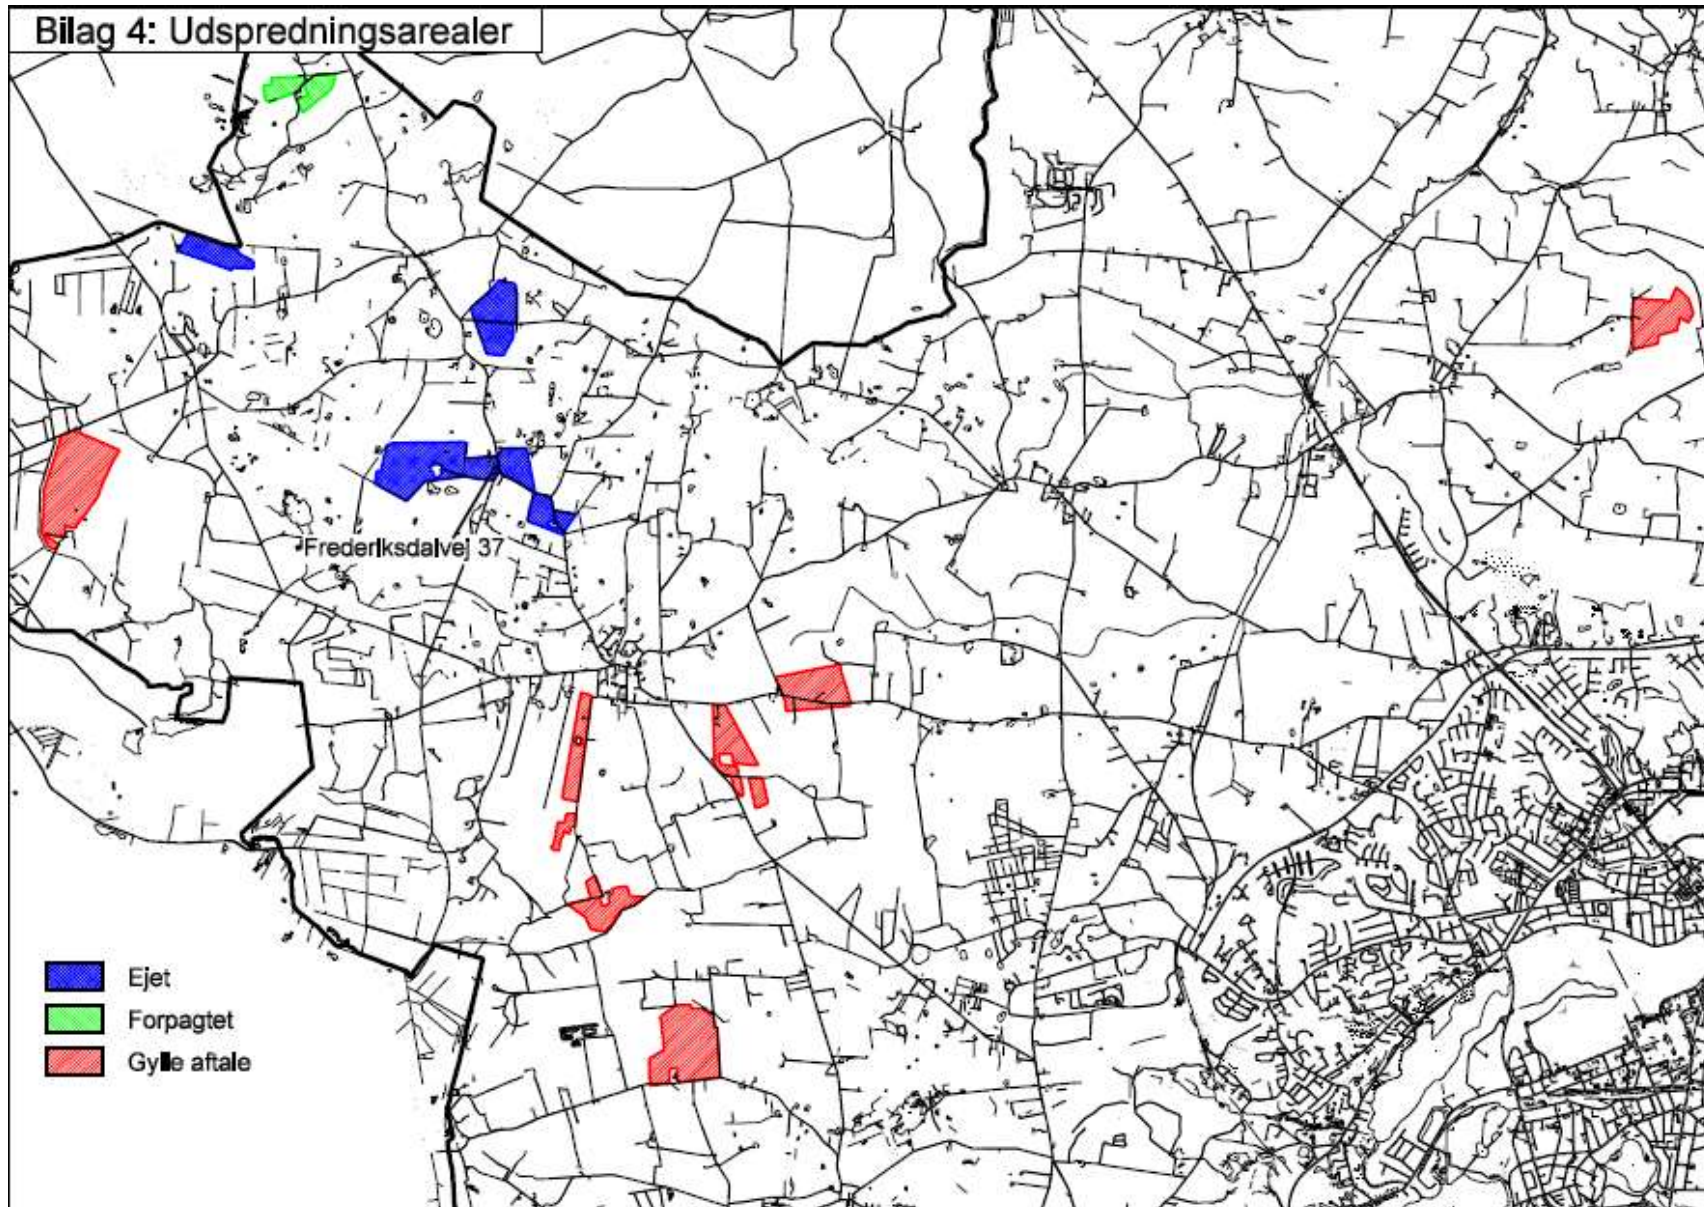 Bilag 4: Udspredningsarealer
Frederiksdalvej 37
Ejet
Forpagtet
Gylle aftale